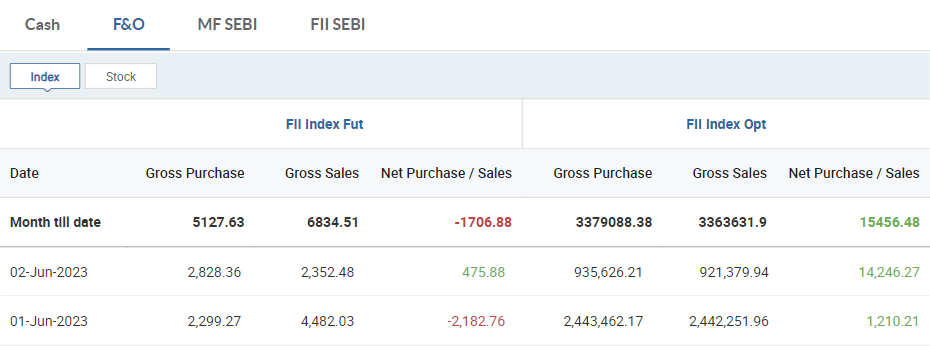 Cash F&O MF SEBI FII SEBI
Index Stock
FII Index Fut FII Index Opt
Date Gross Purchase Gross Sales Net Purchase / Sales Gross Purchase Gross Sales Net Purchase / Sales
Month till date 5127.63 6834.51 -1706.88 3379088.38 3363631.9 15456.48
02-Jun-2023 2,828.36 2,352.48 475.88 935,626.21 921,379.94 14,246.27
01-Jun-2023 2,299.27 4,482.03 -2,182.76 2,443,462.17 2,442,251.96 1,210.21